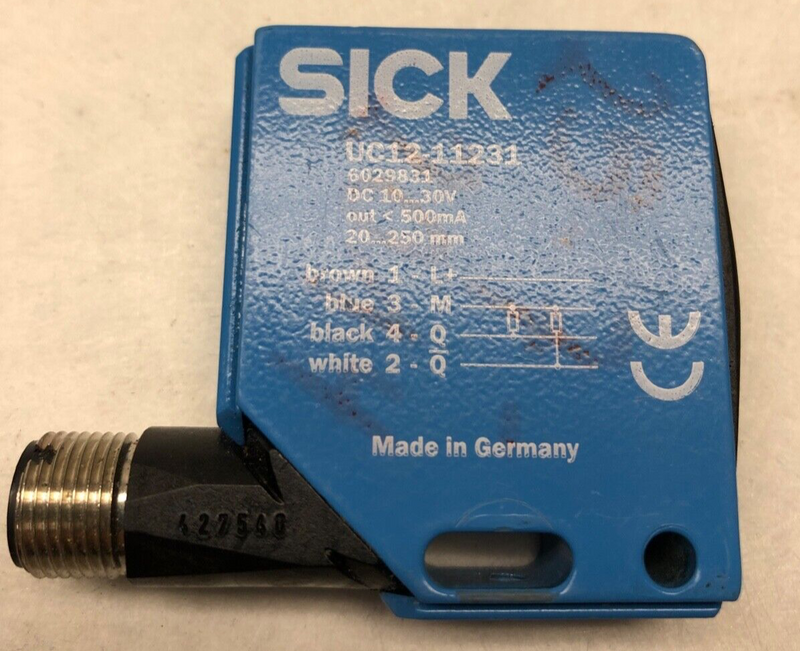 SICK
UC12-11231
6029831
DC 10...30V
out < 500mA
20...250 mm
brown 1 - L+
blue 3 - M
black 4 - Q
white 2 - Q̅
CE
Made in Germany
427540